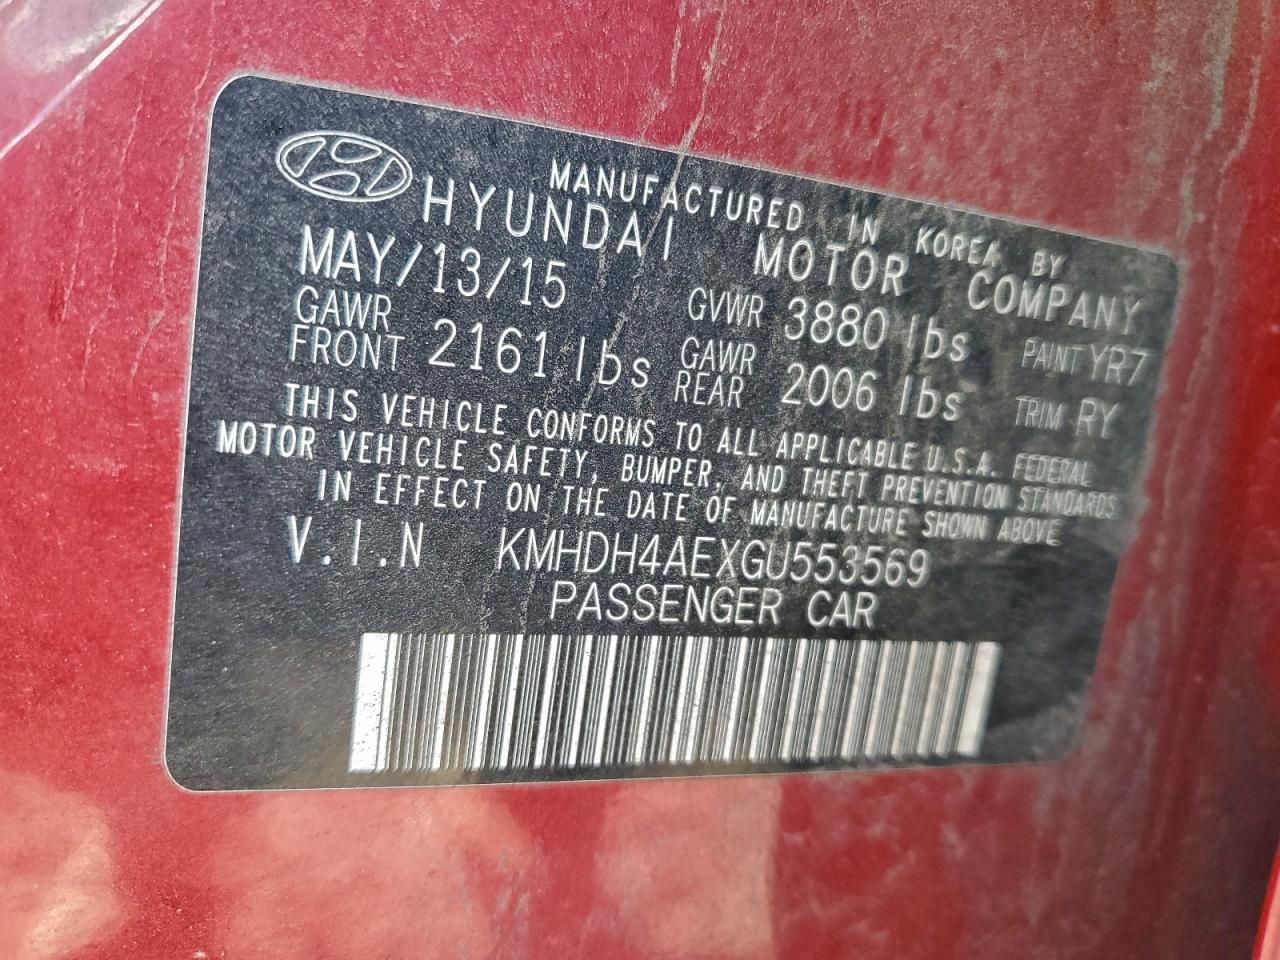 MANUFACTURED IN KOREA BY
HYUNDAI MOTOR COMPANY
MAY/13/15 GVWR 3880 lbs PAINT YR7
GAWR FRONT 2161 lbs GAWR REAR 2006 lbs TRIM RY
THIS VEHICLE CONFORMS TO ALL APPLICABLE U.S.A. FEDERAL
MOTOR VEHICLE SAFETY, BUMPER, AND THEFT PREVENTION STANDARDS
IN EFFECT ON THE DATE OF MANUFACTURE SHOWN ABOVE
V.I.N KMHDH4AEXGU553569
PASSENGER CAR